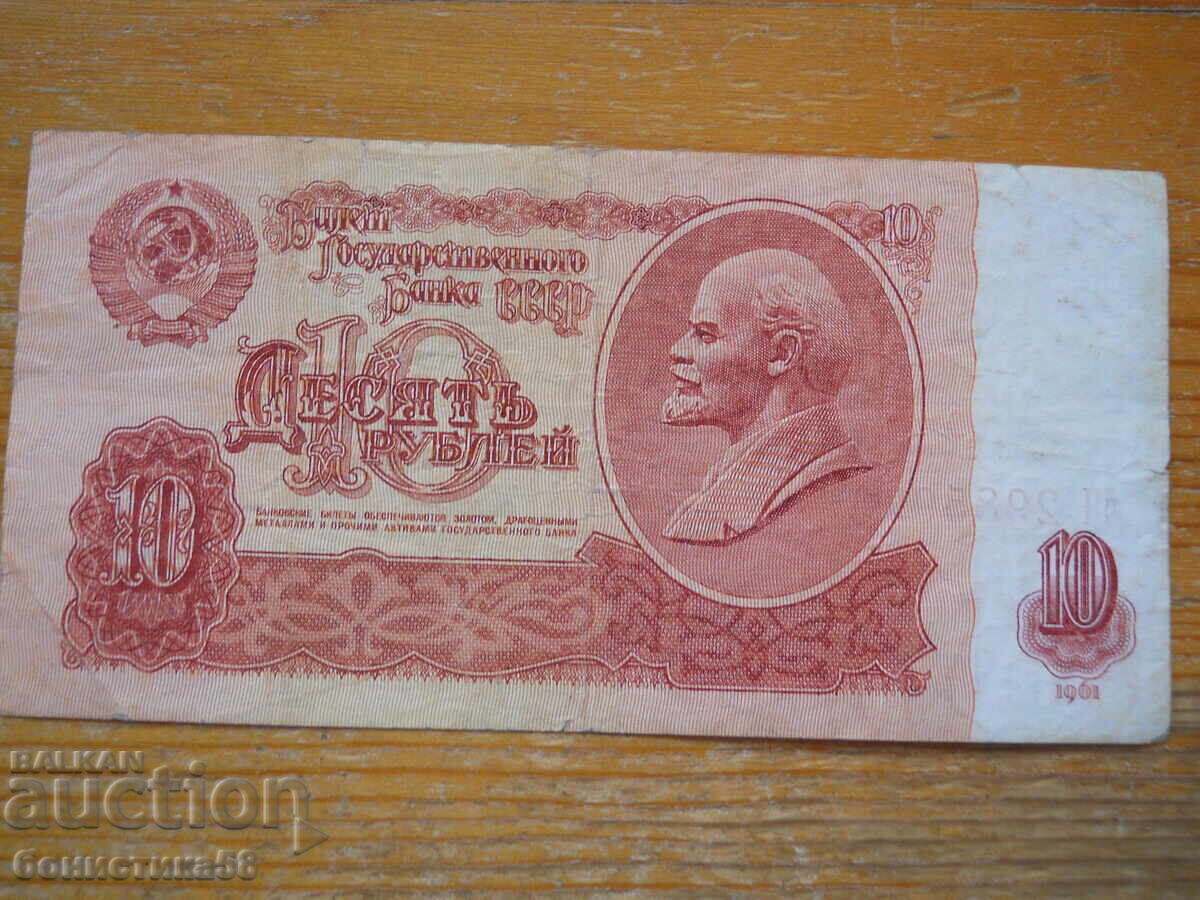 Билет
Государственного
Банка СССР
10
10
Десять
Рублей
БАНКОВСКИЕ БИЛЕТЫ ОБЕСПЕЧИВАЮТСЯ ЗОЛОТОМ, ДРАГОЦЕННЫМИ
МЕТАЛЛАМИ И ПРОЧИМИ АКТИВАМИ ГОСУДАРСТВЕННОГО БАНКА
10
10
1961
BALKAN
auction
бонистика58